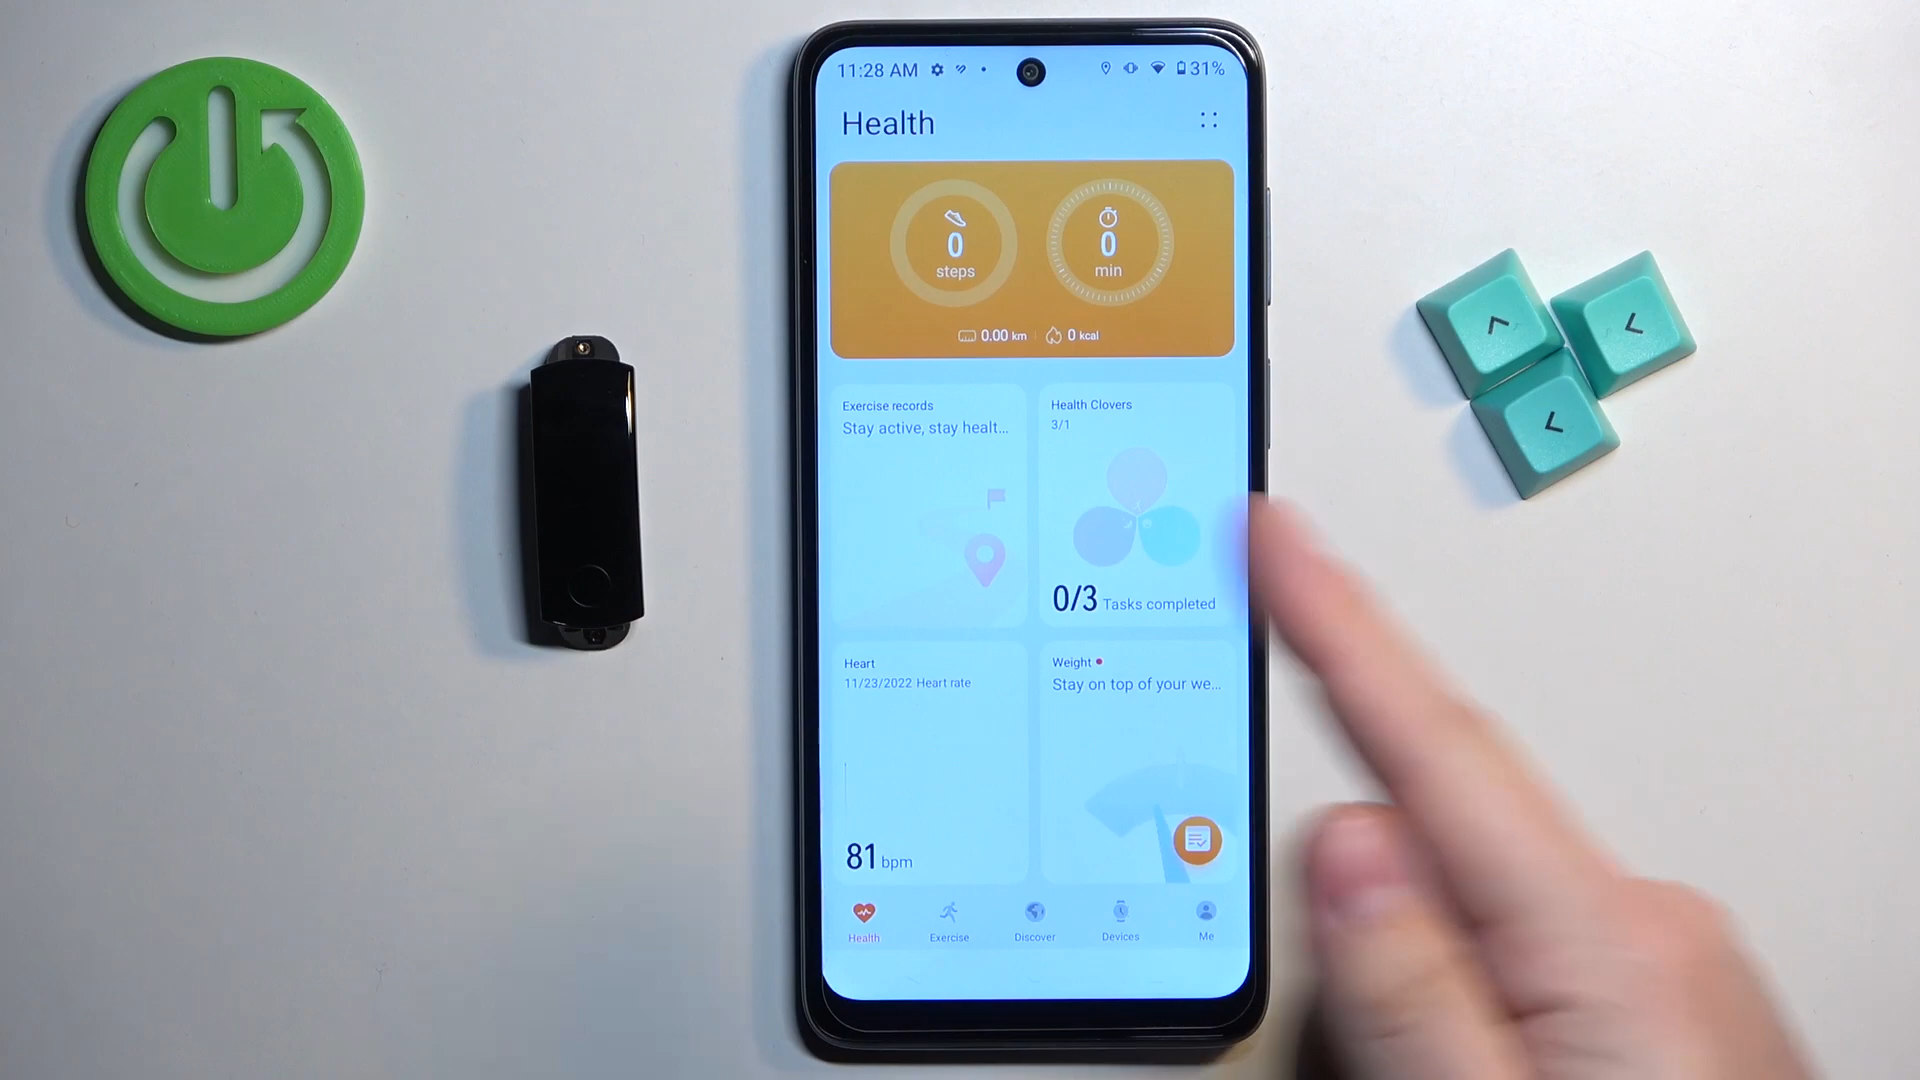 11:28 AM
31%
Health
0
steps
0
min
0.00 km
0 kcal
Exercise records
Stay active, stay healt...
Health Clovers
3/1
0/3 Tasks completed
Heart
11/23/2022 Heart rate
81 bpm
Weight
Stay on top of your we...
Health
Exercise
Discover
Devices
Me